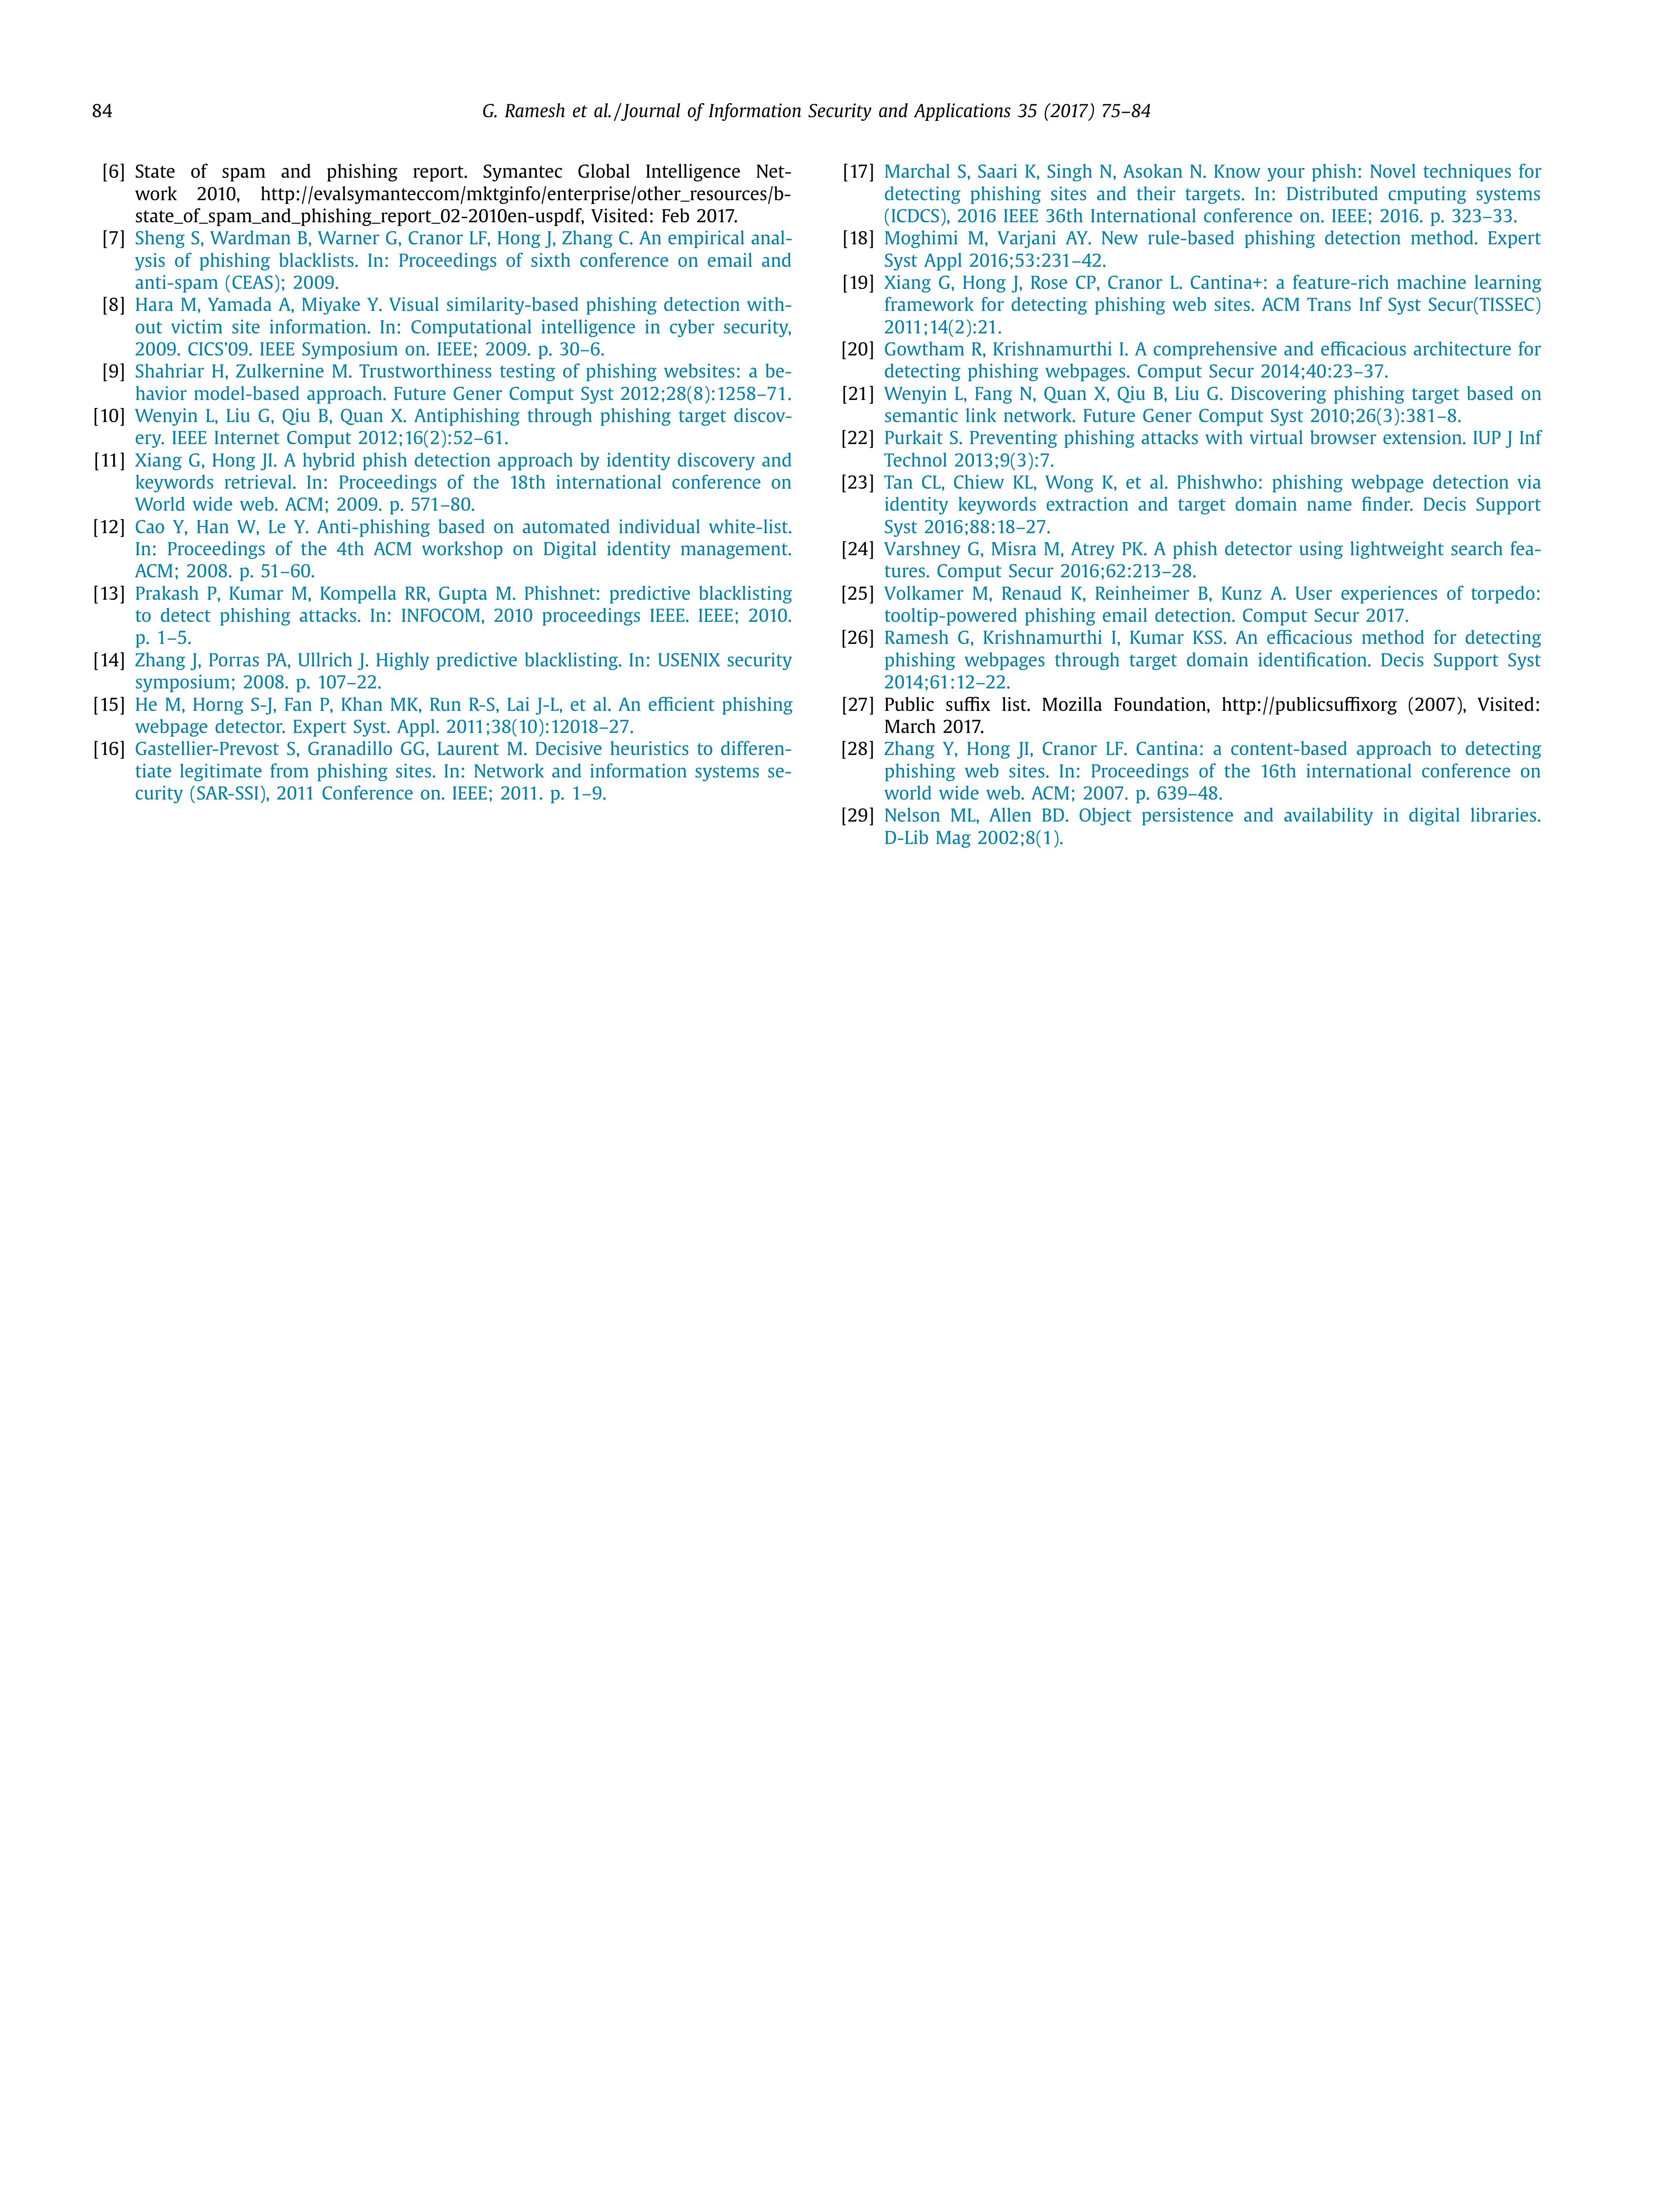 84
G. Ramesh et al. / Journal of Information Security and Applications 35 (2017) 75–84
[6] State of spam and phishing report. Symantec Global Intelligence Net-
work 2010, http://evalsymanteccom/mktginfo/enterprise/other_resources/b-
state_of_spam_and_phishing_report_02-2010en-uspdf, Visited: Feb 2017.
[7] Sheng S, Wardman B, Warner G, Cranor LF, Hong J, Zhang C. An empirical anal-
ysis of phishing blacklists. In: Proceedings of sixth conference on email and
anti-spam (CEAS); 2009.
[8] Hara M, Yamada A, Miyake Y. Visual similarity-based phishing detection with-
out victim site information. In: Computational intelligence in cyber security,
2009. CICS’09. IEEE Symposium on. IEEE; 2009. p. 30–6.
[9] Shahriar H, Zulkernine M. Trustworthiness testing of phishing websites: a be-
havior model-based approach. Future Gener Comput Syst 2012;28(8):1258–71.
[10] Wenyin L, Liu G, Qiu B, Quan X. Antiphishing through phishing target discov-
ery. IEEE Internet Comput 2012;16(2):52–61.
[11] Xiang G, Hong JI. A hybrid phish detection approach by identity discovery and
keywords retrieval. In: Proceedings of the 18th international conference on
World wide web. ACM; 2009. p. 571–80.
[12] Cao Y, Han W, Le Y. Anti-phishing based on automated individual white-list.
In: Proceedings of the 4th ACM workshop on Digital identity management.
ACM; 2008. p. 51–60.
[13] Prakash P, Kumar M, Kompella RR, Gupta M. Phishnet: predictive blacklisting
to detect phishing attacks. In: INFOCOM, 2010 proceedings IEEE. IEEE; 2010.
p. 1–5.
[14] Zhang J, Porras PA, Ullrich J. Highly predictive blacklisting. In: USENIX security
symposium; 2008. p. 107–22.
[15] He M, Horng S-J, Fan P, Khan MK, Run R-S, Lai J-L, et al. An efficient phishing
webpage detector. Expert Syst. Appl. 2011;38(10):12018–27.
[16] Gastellier-Prevost S, Granadillo GG, Laurent M. Decisive heuristics to differen-
tiate legitimate from phishing sites. In: Network and information systems se-
curity (SAR-SSI), 2011 Conference on. IEEE; 2011. p. 1–9.
[17] Marchal S, Saari K, Singh N, Asokan N. Know your phish: Novel techniques for
detecting phishing sites and their targets. In: Distributed cmputing systems
(ICDCS), 2016 IEEE 36th International conference on. IEEE; 2016. p. 323–33.
[18] Moghimi M, Varjani AY. New rule-based phishing detection method. Expert
Syst Appl 2016;53:231–42.
[19] Xiang G, Hong J, Rose CP, Cranor L. Cantina+: a feature-rich machine learning
framework for detecting phishing web sites. ACM Trans Inf Syst Secur(TISSEC)
2011;14(2):21.
[20] Gowtham R, Krishnamurthi I. A comprehensive and efficacious architecture for
detecting phishing webpages. Comput Secur 2014;40:23–37.
[21] Wenyin L, Fang N, Quan X, Qiu B, Liu G. Discovering phishing target based on
semantic link network. Future Gener Comput Syst 2010;26(3):381–8.
[22] Purkait S. Preventing phishing attacks with virtual browser extension. IUP J Inf
Technol 2013;9(3):7.
[23] Tan CL, Chiew KL, Wong K, et al. Phishwho: phishing webpage detection via
identity keywords extraction and target domain name finder. Decis Support
Syst 2016;88:18–27.
[24] Varshney G, Misra M, Atrey PK. A phish detector using lightweight search fea-
tures. Comput Secur 2016;62:213–28.
[25] Volkamer M, Renaud K, Reinheimer B, Kunz A. User experiences of torpedo:
tooltip-powered phishing email detection. Comput Secur 2017.
[26] Ramesh G, Krishnamurthi I, Kumar KSS. An efficacious method for detecting
phishing webpages through target domain identification. Decis Support Syst
2014;61:12–22.
[27] Public suffix list. Mozilla Foundation, http://publicsuffixorg (2007), Visited:
March 2017.
[28] Zhang Y, Hong JI, Cranor LF. Cantina: a content-based approach to detecting
phishing web sites. In: Proceedings of the 16th international conference on
world wide web. ACM; 2007. p. 639–48.
[29] Nelson ML, Allen BD. Object persistence and availability in digital libraries.
D-Lib Mag 2002;8(1).